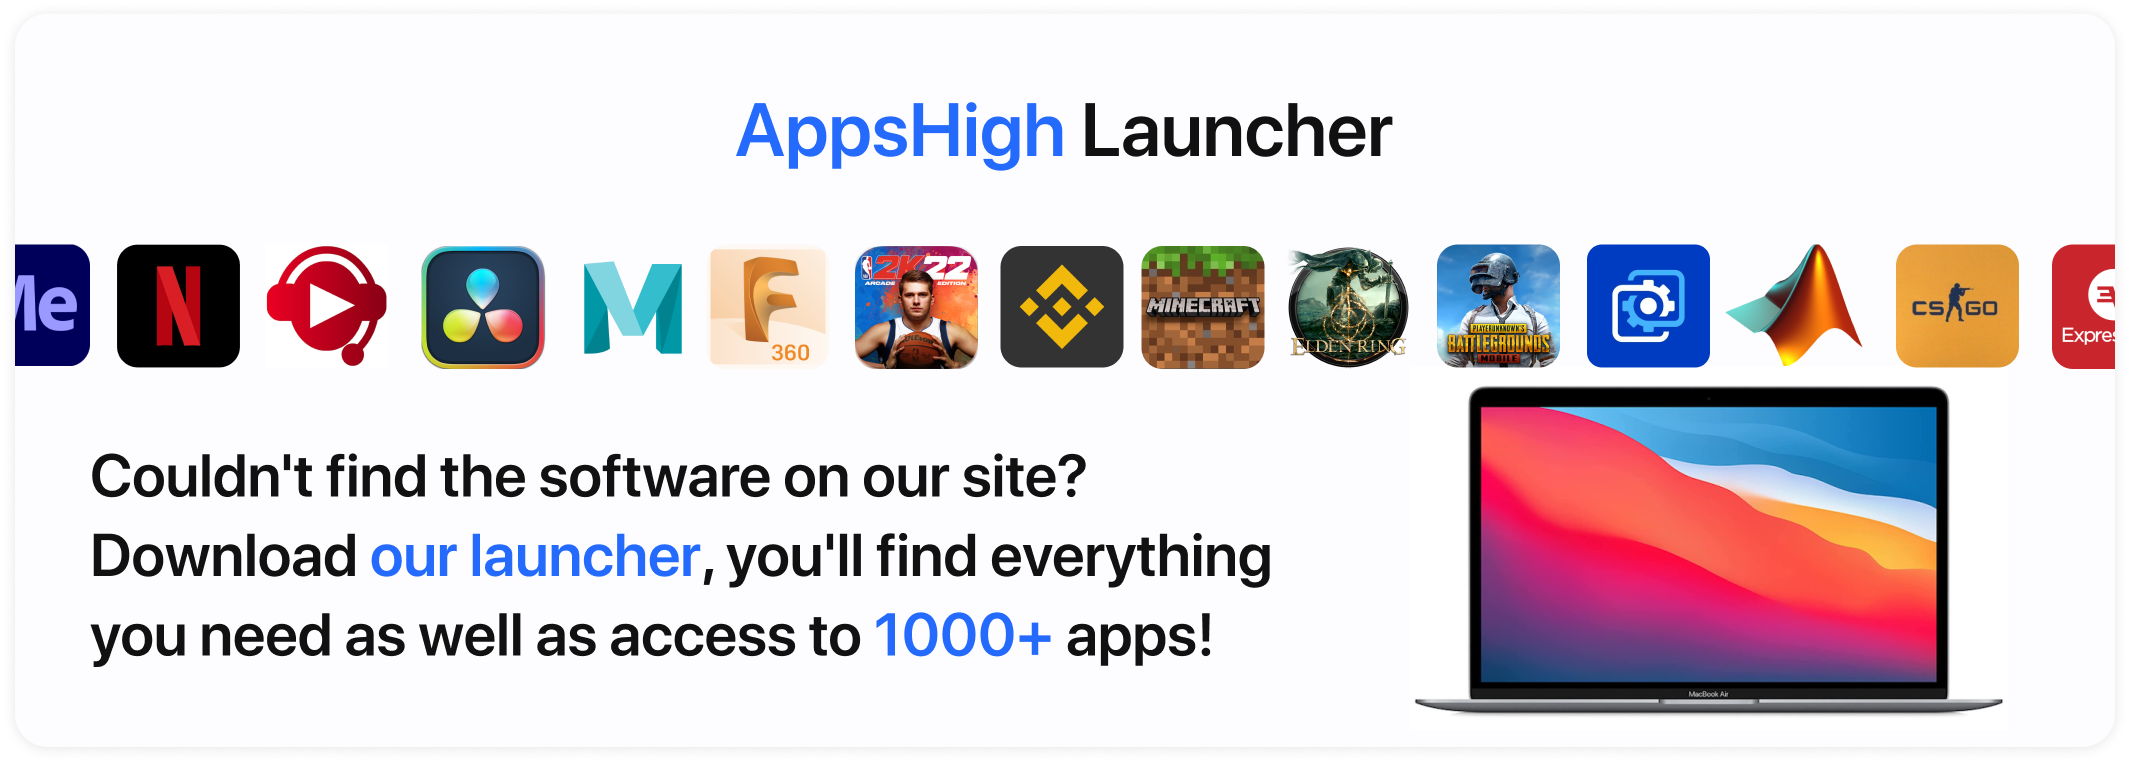 AppsHigh Launcher
Me
N
360
2K22
ARCADE EDITION
MINECRAFT
ELDEN RING
PLAYERUNKNOWN'S
BATTLEGROUNDS
MOBILE
CS GO
Expres
Couldn't find the software on our site?
Download our launcher, you'll find everything
you need as well as access to 1000+ apps!
MacBook Air